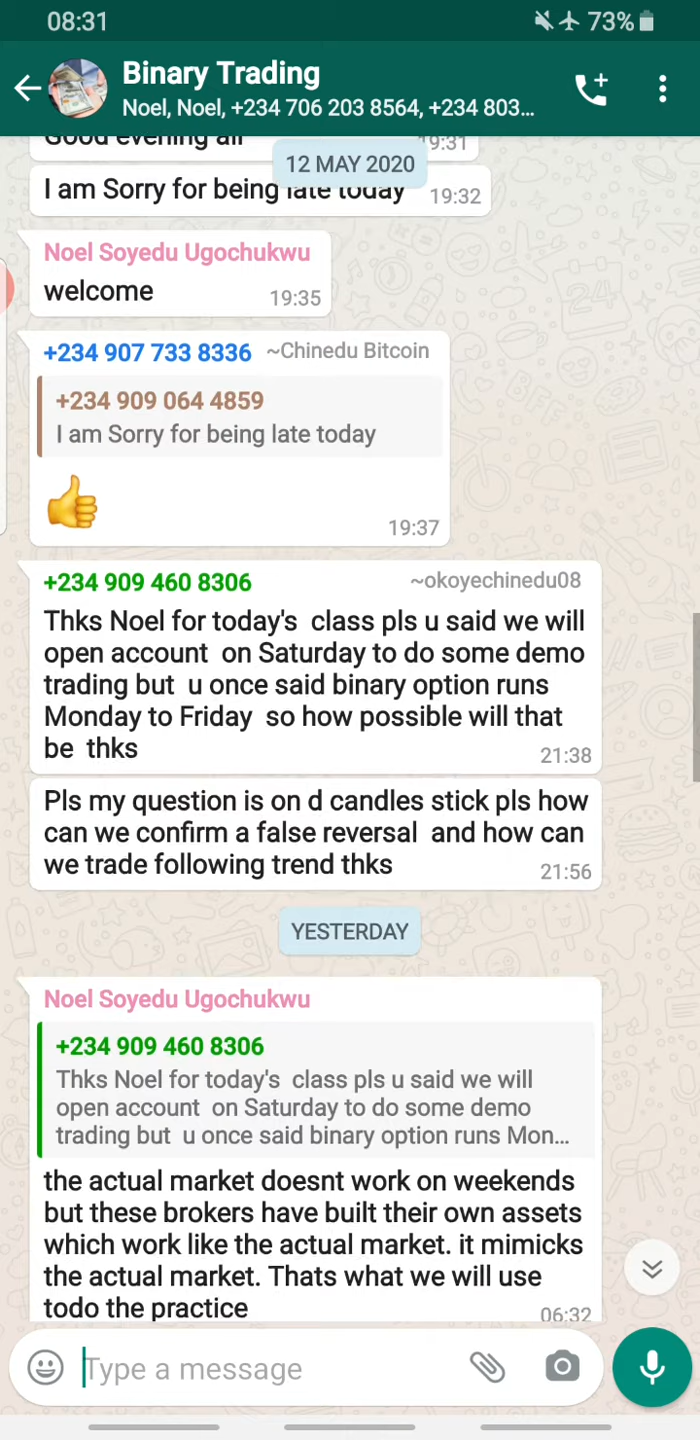 08:31
73%
Binary Trading
Noel, Noel, +234 706 203 8564, +234 803...
Good evening all
19:31
12 MAY 2020
I am Sorry for being late today
19:32
Noel Soyedu Ugochukwu
welcome
19:35
+234 907 733 8336 ~Chinedu Bitcoin
+234 909 064 4859
I am Sorry for being late today
19:37
+234 909 460 8306 ~okoyechinedu08
Thks Noel for today's class pls u said we will
open account on Saturday to do some demo
trading but u once said binary option runs
Monday to Friday so how possible will that
be thks
21:38
Pls my question is on d candles stick pls how
can we confirm a false reversal and how can
we trade following trend thks
21:56
YESTERDAY
Noel Soyedu Ugochukwu
+234 909 460 8306
Thks Noel for today's class pls u said we will
open account on Saturday to do some demo
trading but u once said binary option runs Mon...
the actual market doesnt work on weekends
but these brokers have built their own assets
which work like the actual market. it mimicks
the actual market. Thats what we will use
todo the practice
06:32
Type a message